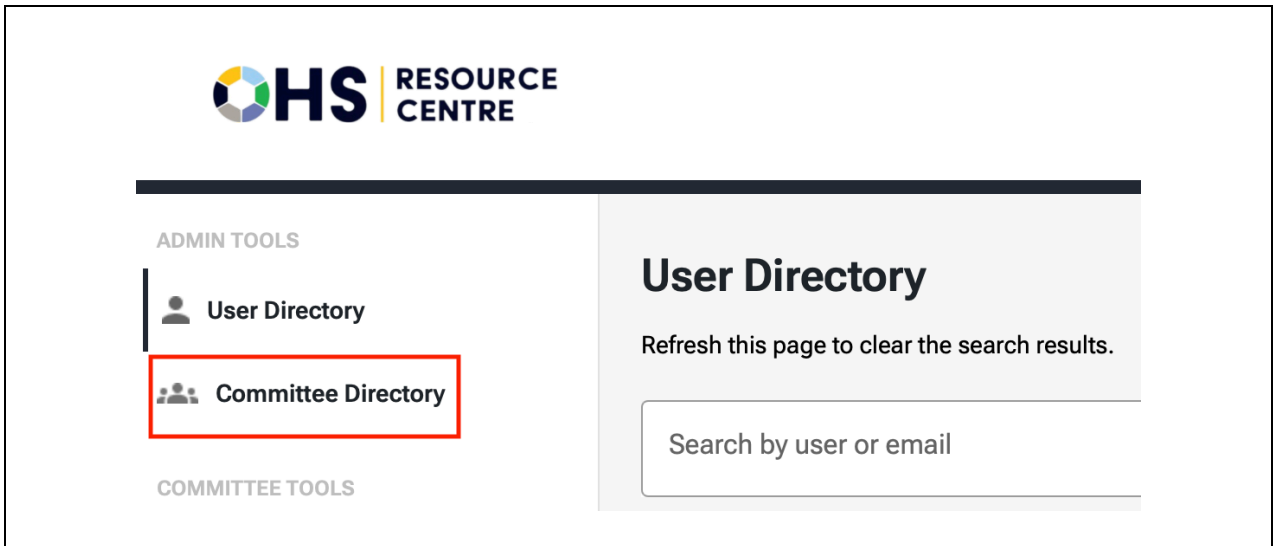 OHS RESOURCE
CENTRE
ADMIN TOOLS
User Directory
Committee Directory
COMMITTEE TOOLS
User Directory
Refresh this page to clear the search results.
Search by user or email